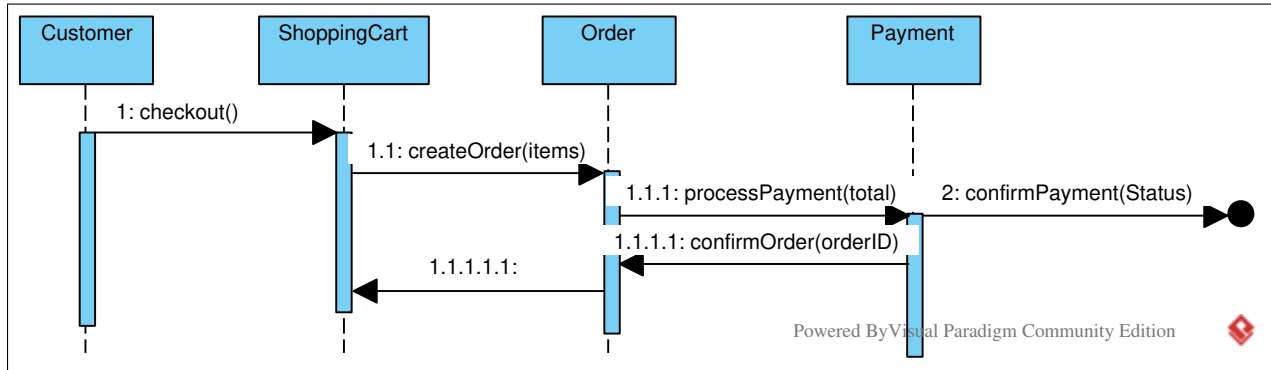 Customer
ShoppingCart
Order
Payment
1: checkout()
1.1: createOrder(items)
1.1.1: processPayment(total)
2: confirmPayment(Status)
1.1.1.1: confirmOrder(orderID)
1.1.1.1.1:
Powered ByVisual Paradigm Community Edition